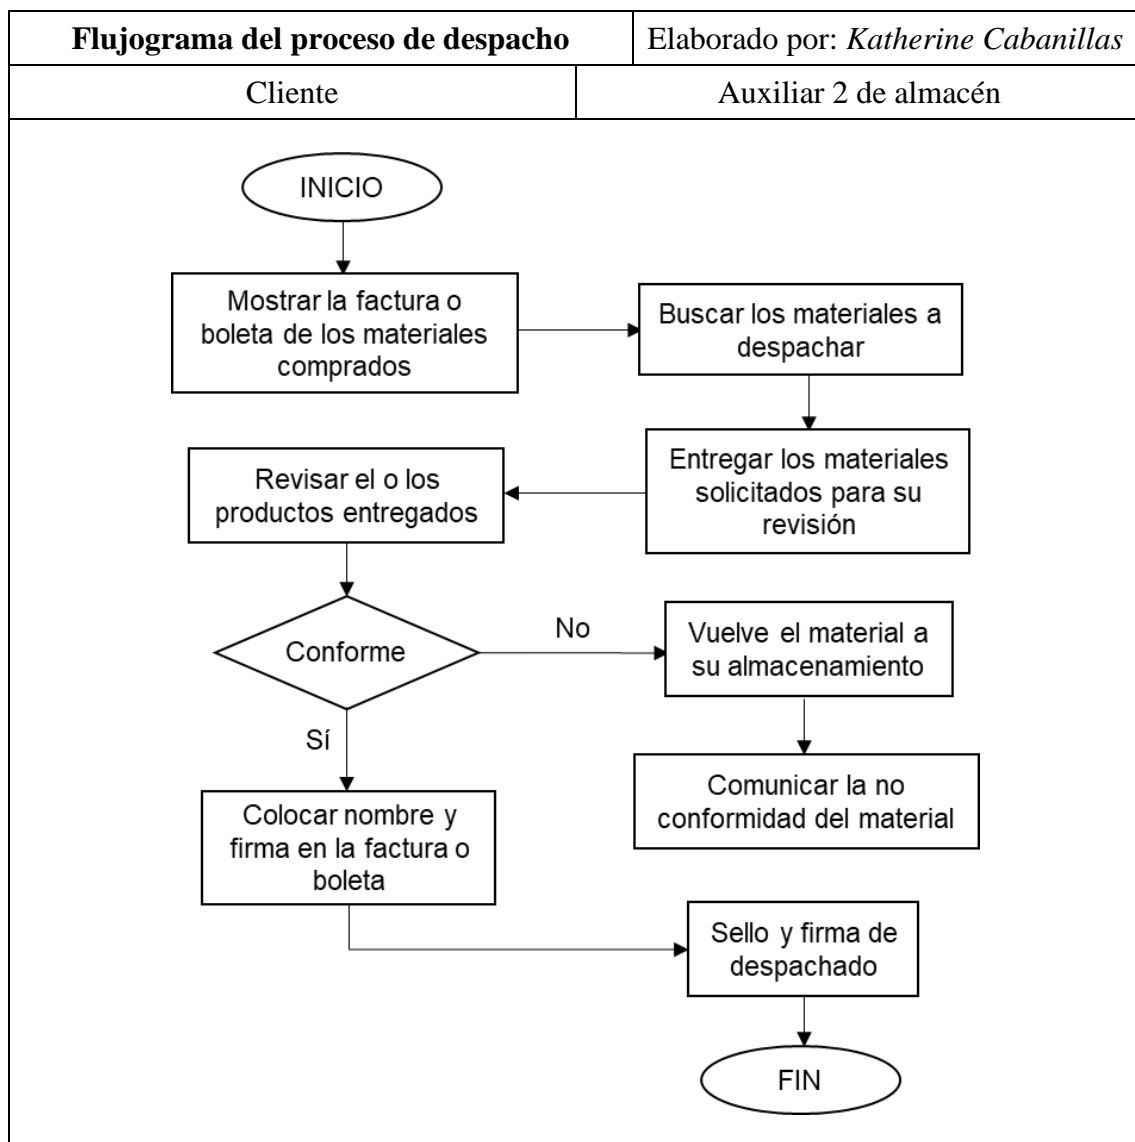 Flujograma del proceso de despacho
Elaborado por: Katherine Cabanillas
Cliente
Auxiliar 2 de almacén
INICIO
Mostrar la factura o
boleta de los materiales
comprados
Buscar los materiales a
despachar
Entregar los materiales
solicitados para su
revisión
Revisar el o los
productos entregados
Conforme
No
Vuelve el material a
su almacenamiento
Sí
Comunicar la no
conformidad del material
Colocar nombre y
firma en la factura o
boleta
Sello y firma de
despachado
FIN